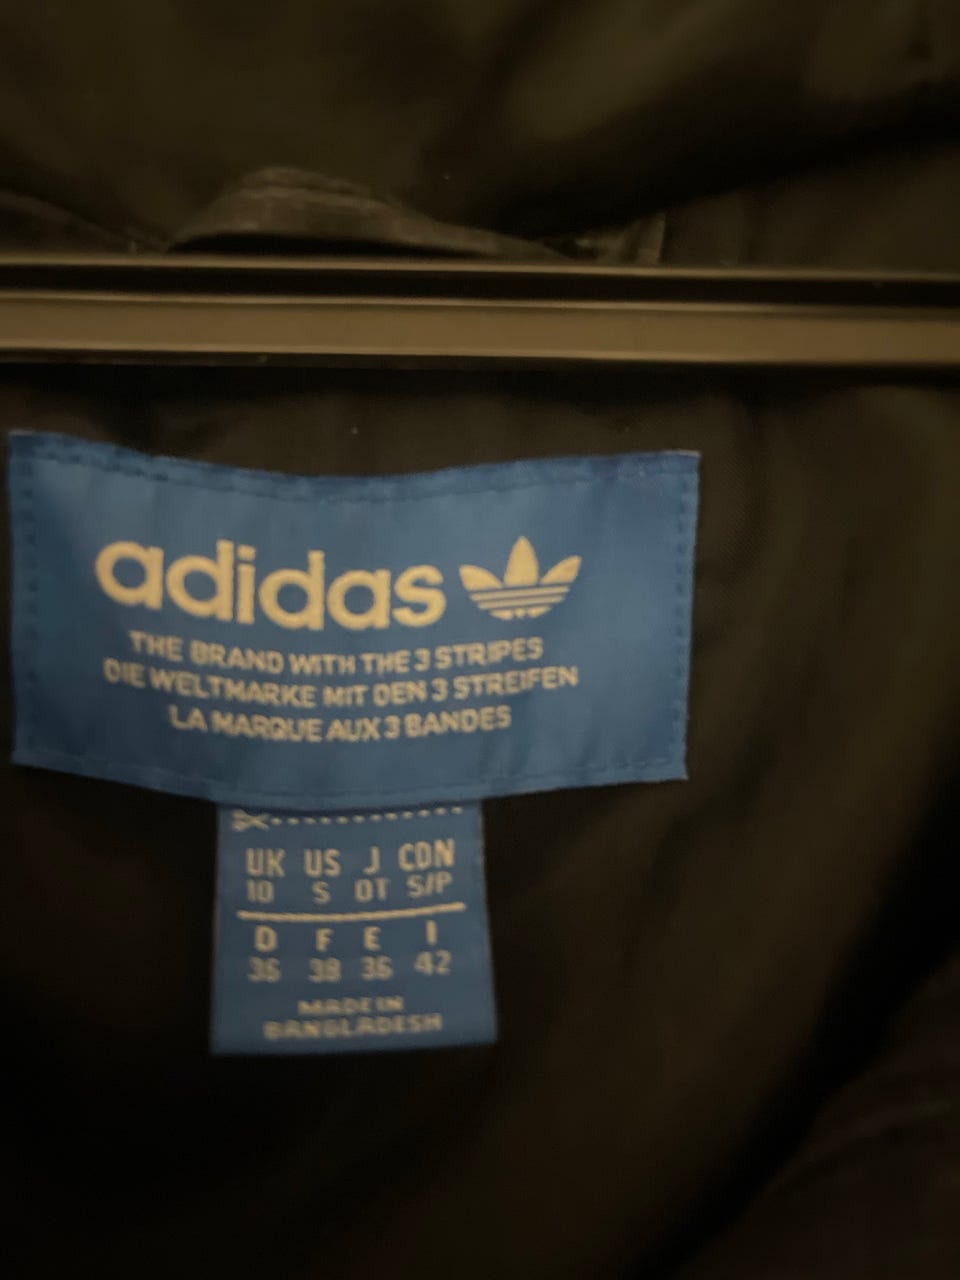 adidas
THE BRAND WITH THE 3 STRIPES
DIE WELTMARKE MIT DEN 3 STREIFEN
LA MARQUE AUX 3 BANDES
UK US J CDN
10 S OT S/P
D F E I
36 38 36 42
MADE IN
BANGLADESH